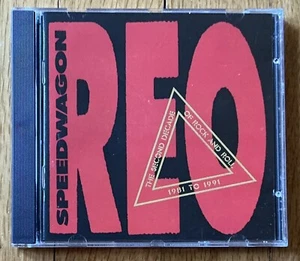 SPEEDWAGON
REO
THE SECOND DECADE
OF ROCK AND ROLL
1981 TO 1991